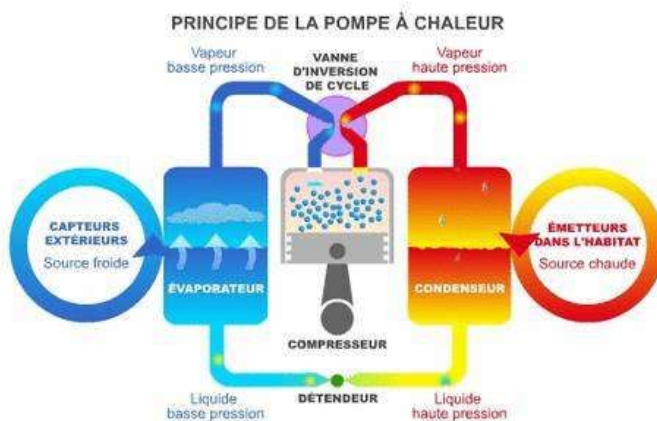 PRINCIPE DE LA POMPE À CHALEUR
Vapeur
basse pression
VANNE
D'INVERSION
DE CYCLE
Vapeur
haute pression
CAPTEURS
EXTÉRIEURS
Source froide
ÉVAPORATEUR
COMPRESSEUR
CONDENSEUR
ÉMETTEURS
DANS L'HABITAT
Source chaude
Liquide
basse pression
DÉTENDEUR
Liquide
haute pression